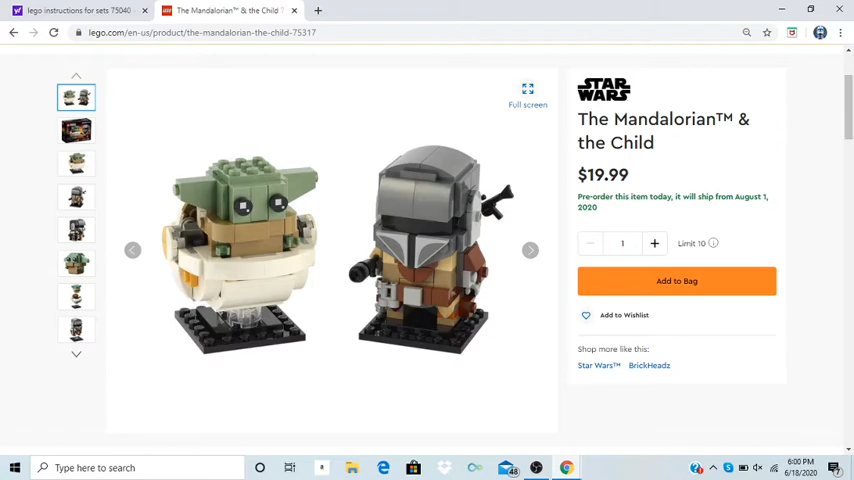 lego instructions for sets 75040 -
The Mandalorian™ & the Child 7
lego.com/en-us/product/the-mandalorian-the-child-75317
Full screen
STAR
WARS
The Mandalorian™ &
the Child
$19.99
Pre-order this item today, it will ship from August 1,
2020
1
Limit 10
Add to Bag
Add to Wishlist
Shop more like this:
Star Wars™ BrickHeadz
Type here to search
48
6:00 PM
6/18/2020
7